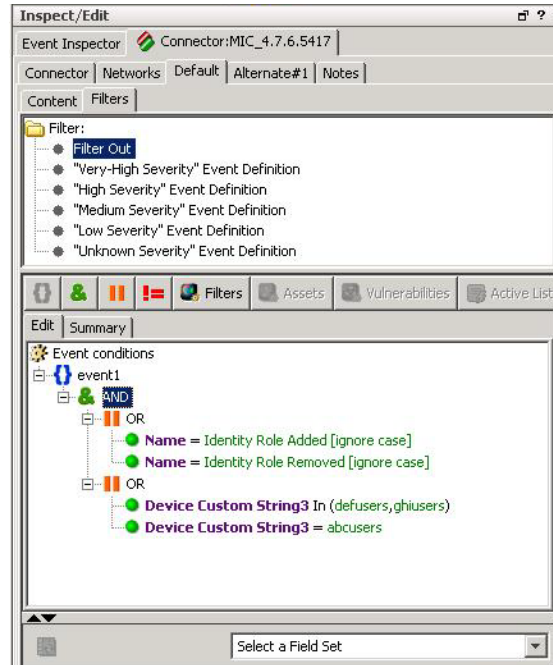 Inspect/Edit ?
Event Inspector Connector:MIC_4.7.6.5417
Connector Networks Default Alternate#1 Notes
Content Filters
Filter:
Filter Out
"Very-High Severity" Event Definition
"High Severity" Event Definition
"Medium Severity" Event Definition
"Low Severity" Event Definition
"Unknown Severity" Event Definition
{} & || != Filters Assets Vulnerabilities Active List
Edit Summary
Event conditions
{} event1
& AND
OR
Name = Identity Role Added [ignore case]
Name = Identity Role Removed [ignore case]
OR
Device Custom String3 In (defusers,ghiusers)
Device Custom String3 = abcusers
Select a Field Set